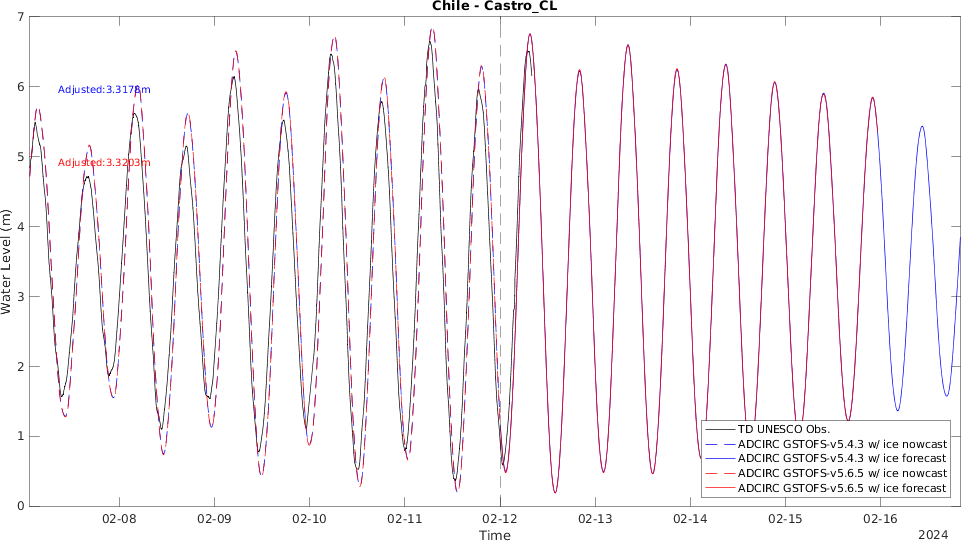 Chile - Castro_CL
7
6
5
4
3
2
1
0
Water Level (m)
Adjusted:3.3178m
Adjusted:3.3203m
TD UNESCO Obs.
ADCIRC GSTOFS-v5.4.3 w/ ice nowcast
ADCIRC GSTOFS-v5.4.3 w/ ice forecast
ADCIRC GSTOFS-v5.6.5 w/ ice nowcast
ADCIRC GSTOFS-v5.6.5 w/ ice forecast
02-08 02-09 02-10 02-11 02-12 02-13 02-14 02-15 02-16
Time
2024